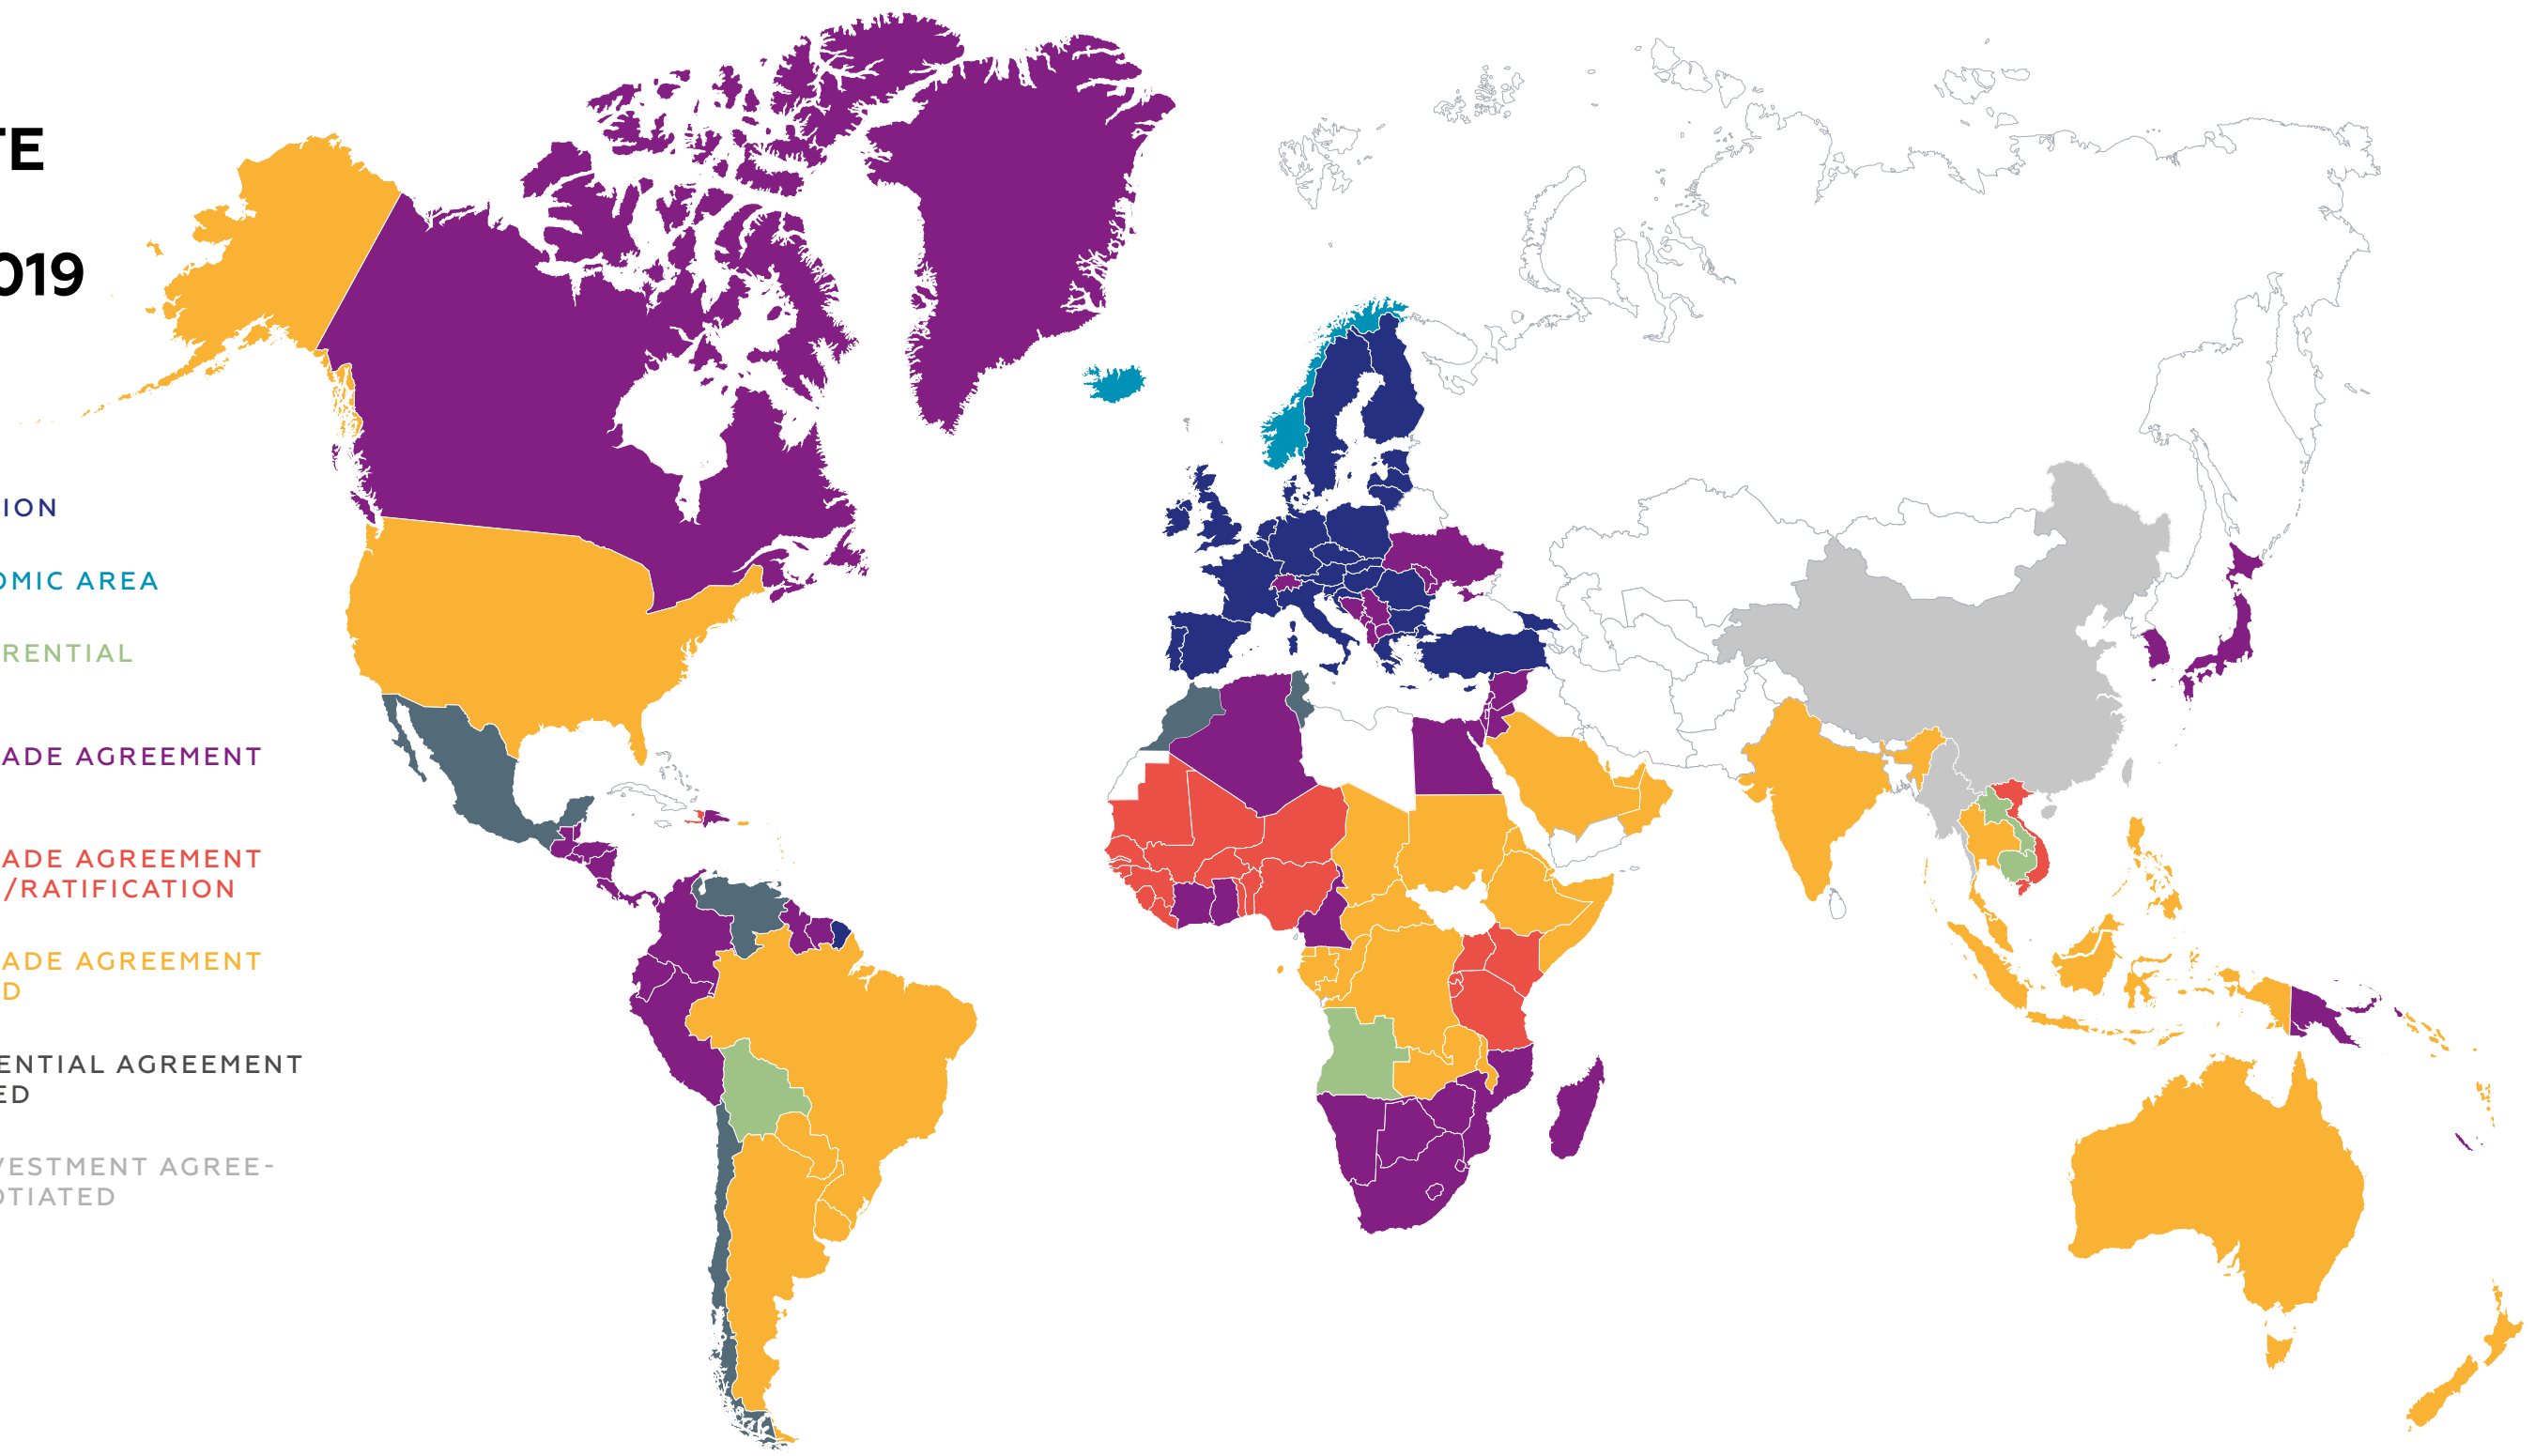 TE
019
ION
OMIC AREA
RENTIAL
ADE AGREEMENT
ADE AGREEMENT
/RATIFICATION
ADE AGREEMENT
D
ENTIAL AGREEMENT
ED
VESTMENT AGREE-
OTIATED